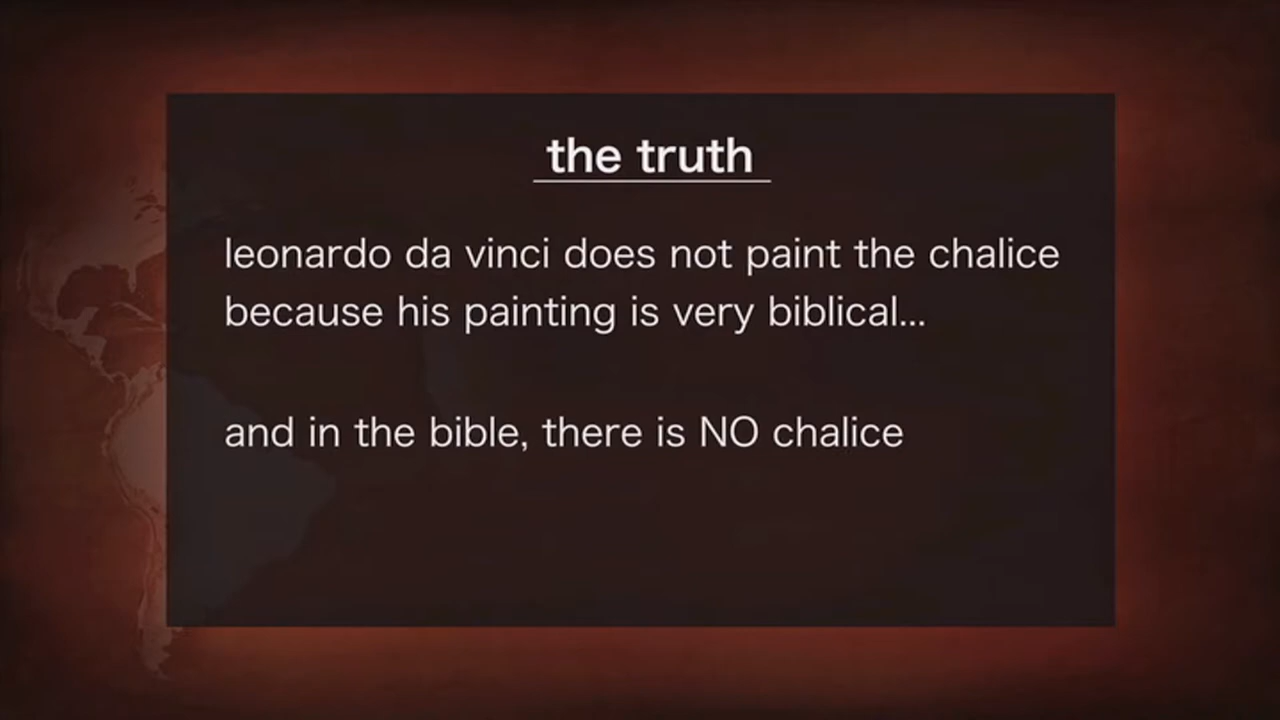 the truth
leonardo da vinci does not paint the chalice
because his painting is very biblical...
and in the bible, there is NO chalice